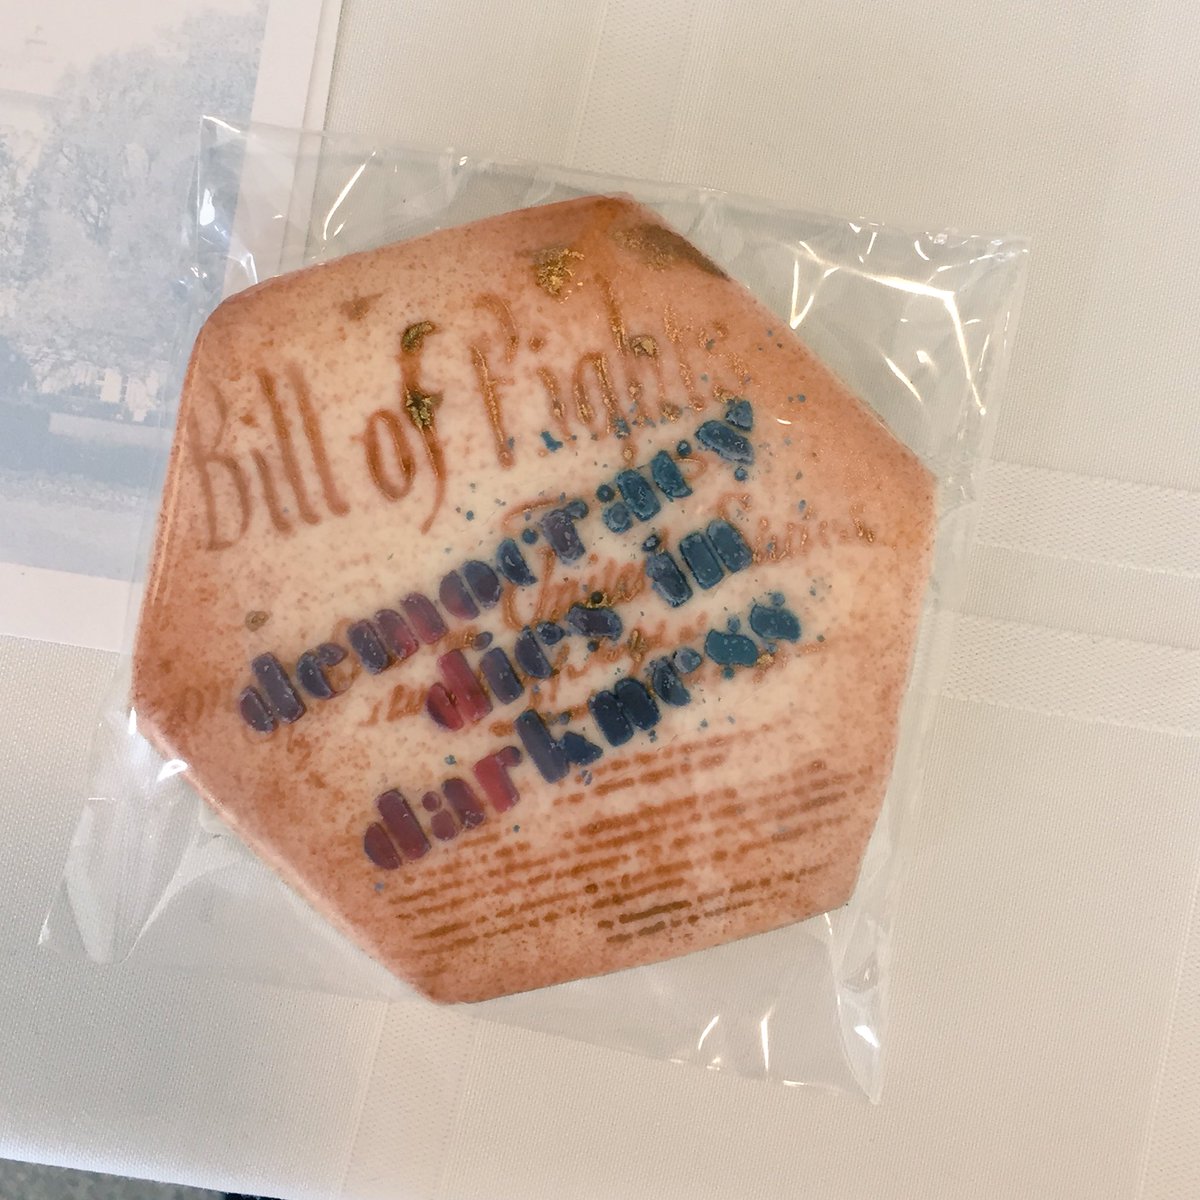 Bill of Rights
democracy
dies in
darkness